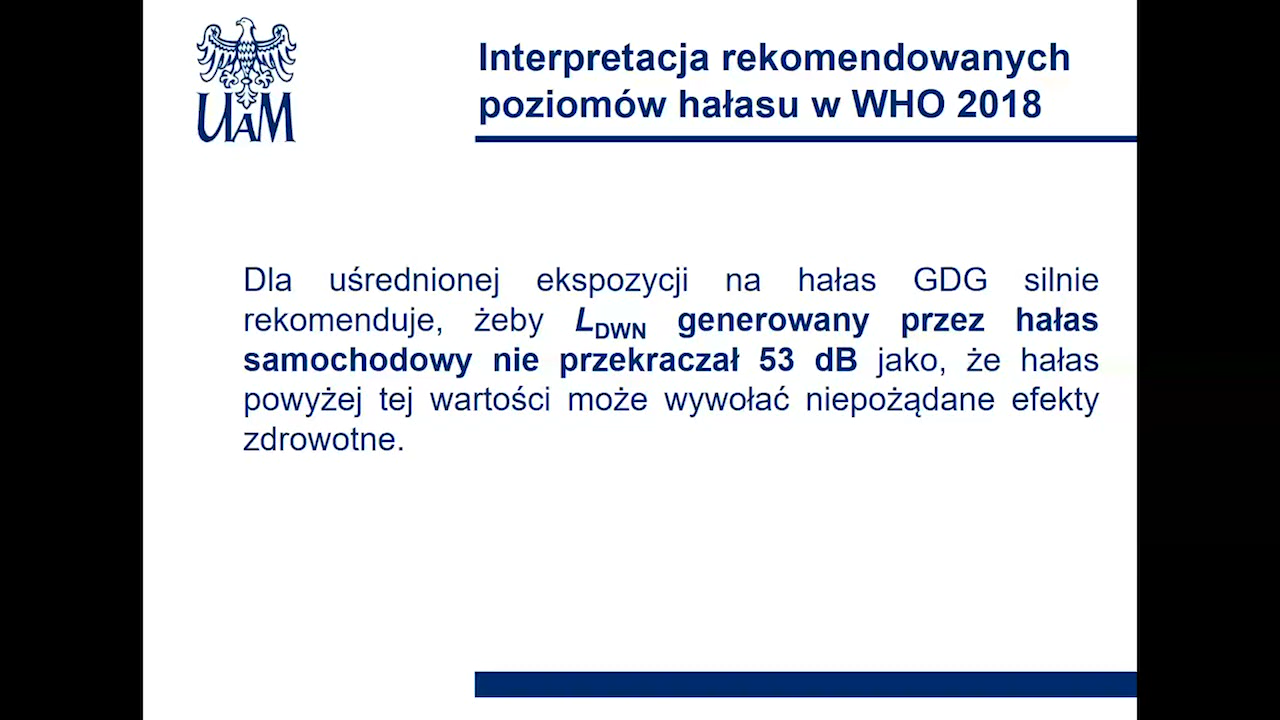 UAM
Interpretacja rekomendowanych
poziomów hałasu w WHO 2018
Dla uśrednionej ekspozycji na hałas GDG silnie
rekomenduje, żeby LDWN generowany przez hałas
samochodowy nie przekraczał 53 dB jako, że hałas
powyżej tej wartości może wywołać niepożądane efekty
zdrowotne.